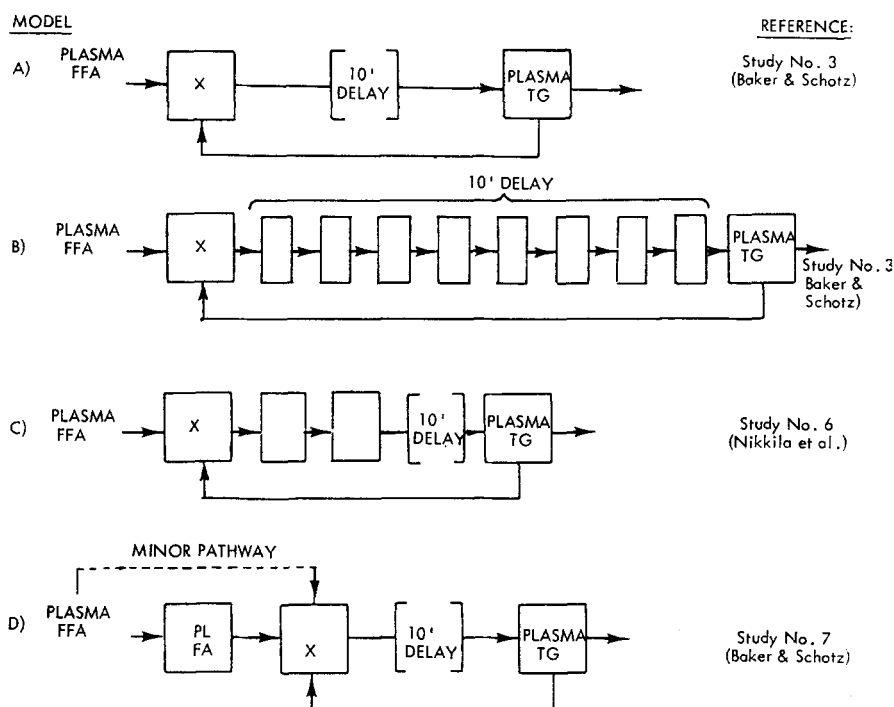 MODEL
REFERENCE:
A)
PLASMA
FFA
X
10'
DELAY
PLASMA
TG
Study No. 3
(Baker & Schotz)
10' DELAY
B)
PLASMA
FFA
X
PLASMA
TG
Study No. 3
Baker &
Schotz)
C)
PLASMA
FFA
X
10'
DELAY
PLASMA
TG
Study No. 6
(Nikkila et al.)
MINOR PATHWAY
D)
PLASMA
FFA
PL
FA
X
10'
DELAY
PLASMA
TG
Study No. 7
(Baker & Schotz)